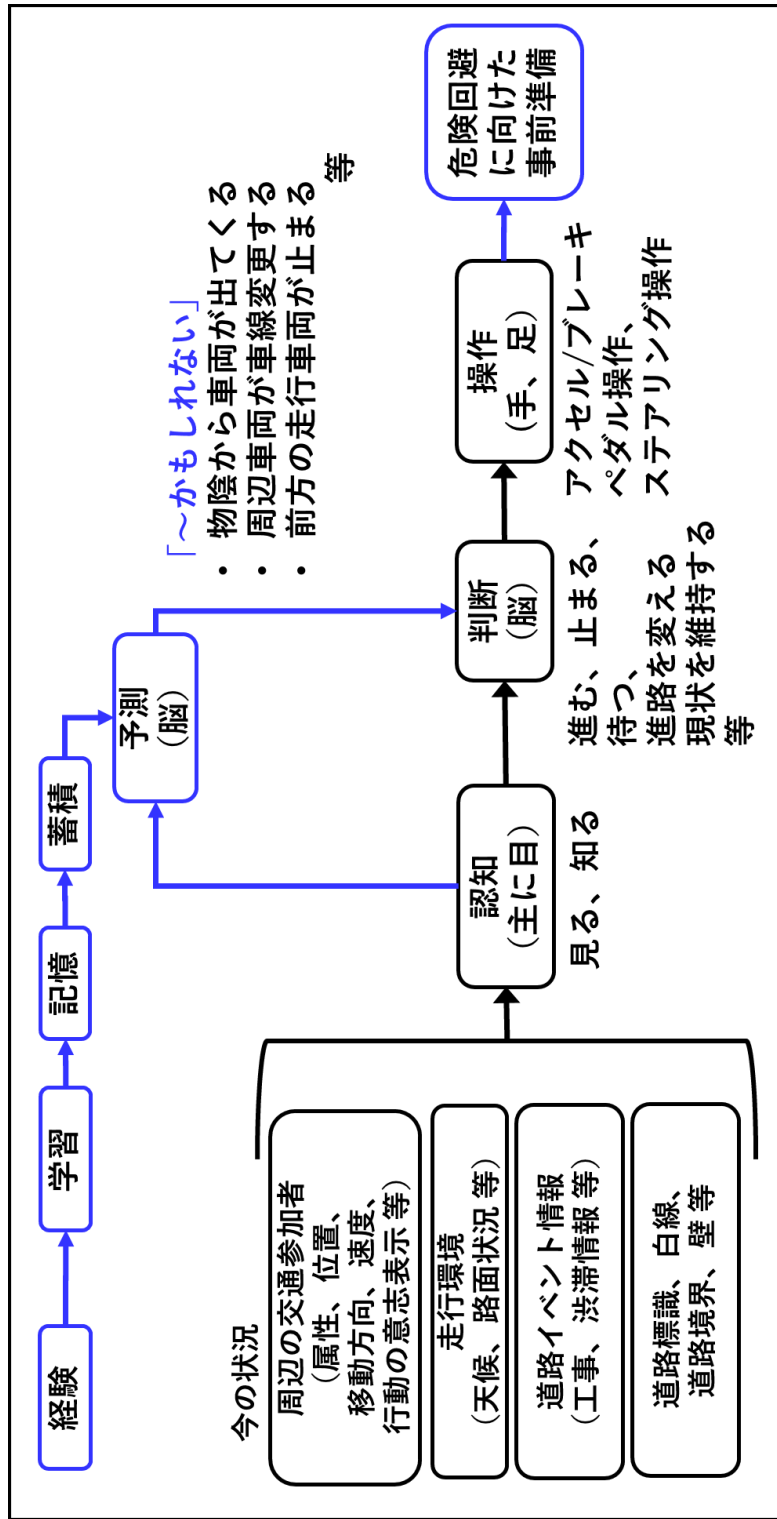 経験
学習
記憶
蓄積
予測
(脳)
「～かもしれない」
・ 物陰から車両が出てくる
・ 周辺車両が車線変更する
・ 前方の走行車両が止まる
等
今の状況
周辺の交通参加者
(属性、位置、
移動方向、速度、
行動の意志表示 等)
走行環境
(天候、路面状況 等)
道路イベント情報
(工事、渋滞情報 等)
道路標識、白線、
道路境界、壁 等
認知
(主に目)
見る、知る
判断
(脳)
進む、止まる、
待つ、
進路を変える
現状を維持する
等
操作
(手、足)
アクセル/ブレーキ
ペダル操作、
ステアリング操作
危険回避
に向けた
事前準備